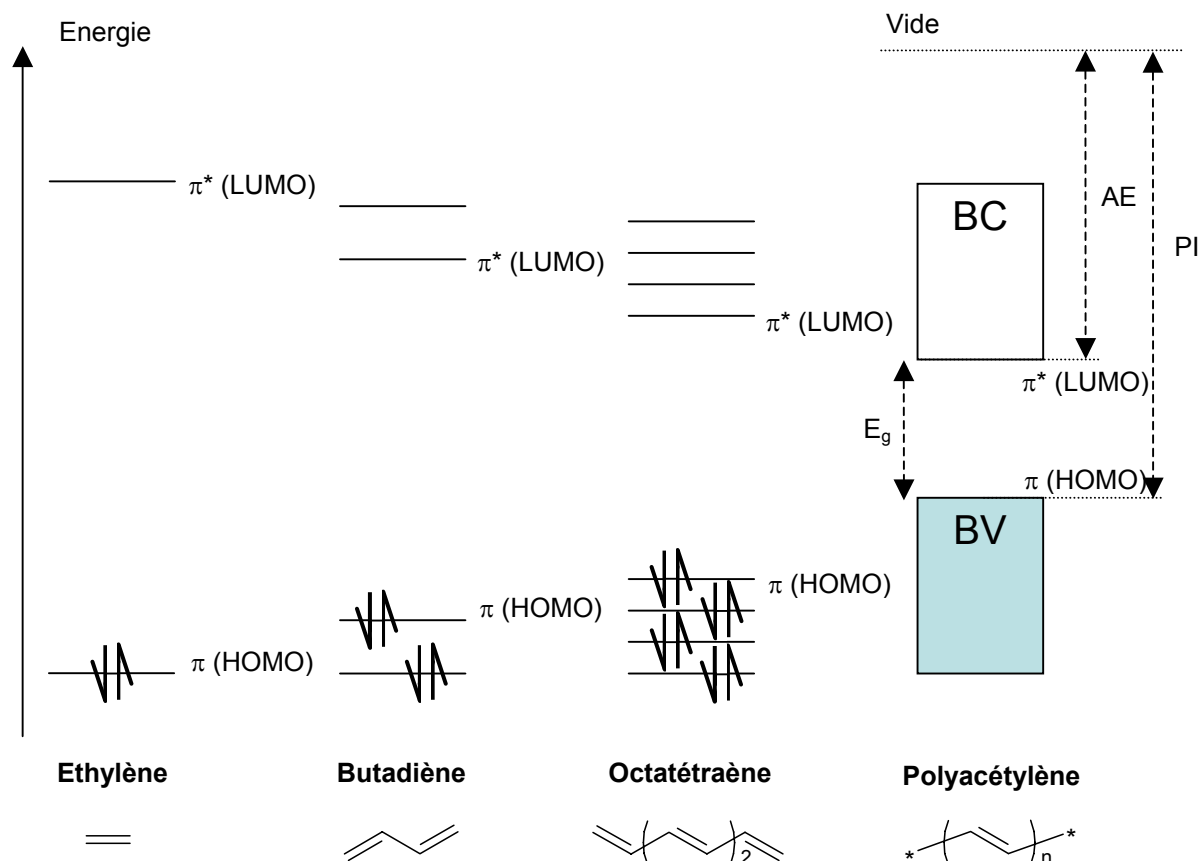 Energie
Vide
π* (LUMO)
π* (LUMO)
π* (LUMO)
BC
AE
PI
π* (LUMO)
Eg
π (HOMO)
BV
π (HOMO)
π (HOMO)
π (HOMO)
Ethylène Butadiène Octatétraène Polyacétylène
2
* * n